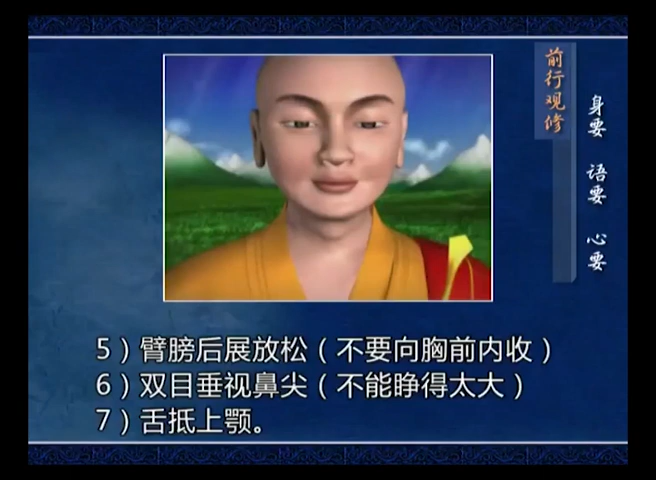 前行观修
身要 语要 心要
5）臂膀后展放松（不要向胸前内收）
6）双目垂视鼻尖（不能睁得太大）
7）舌抵上颚。